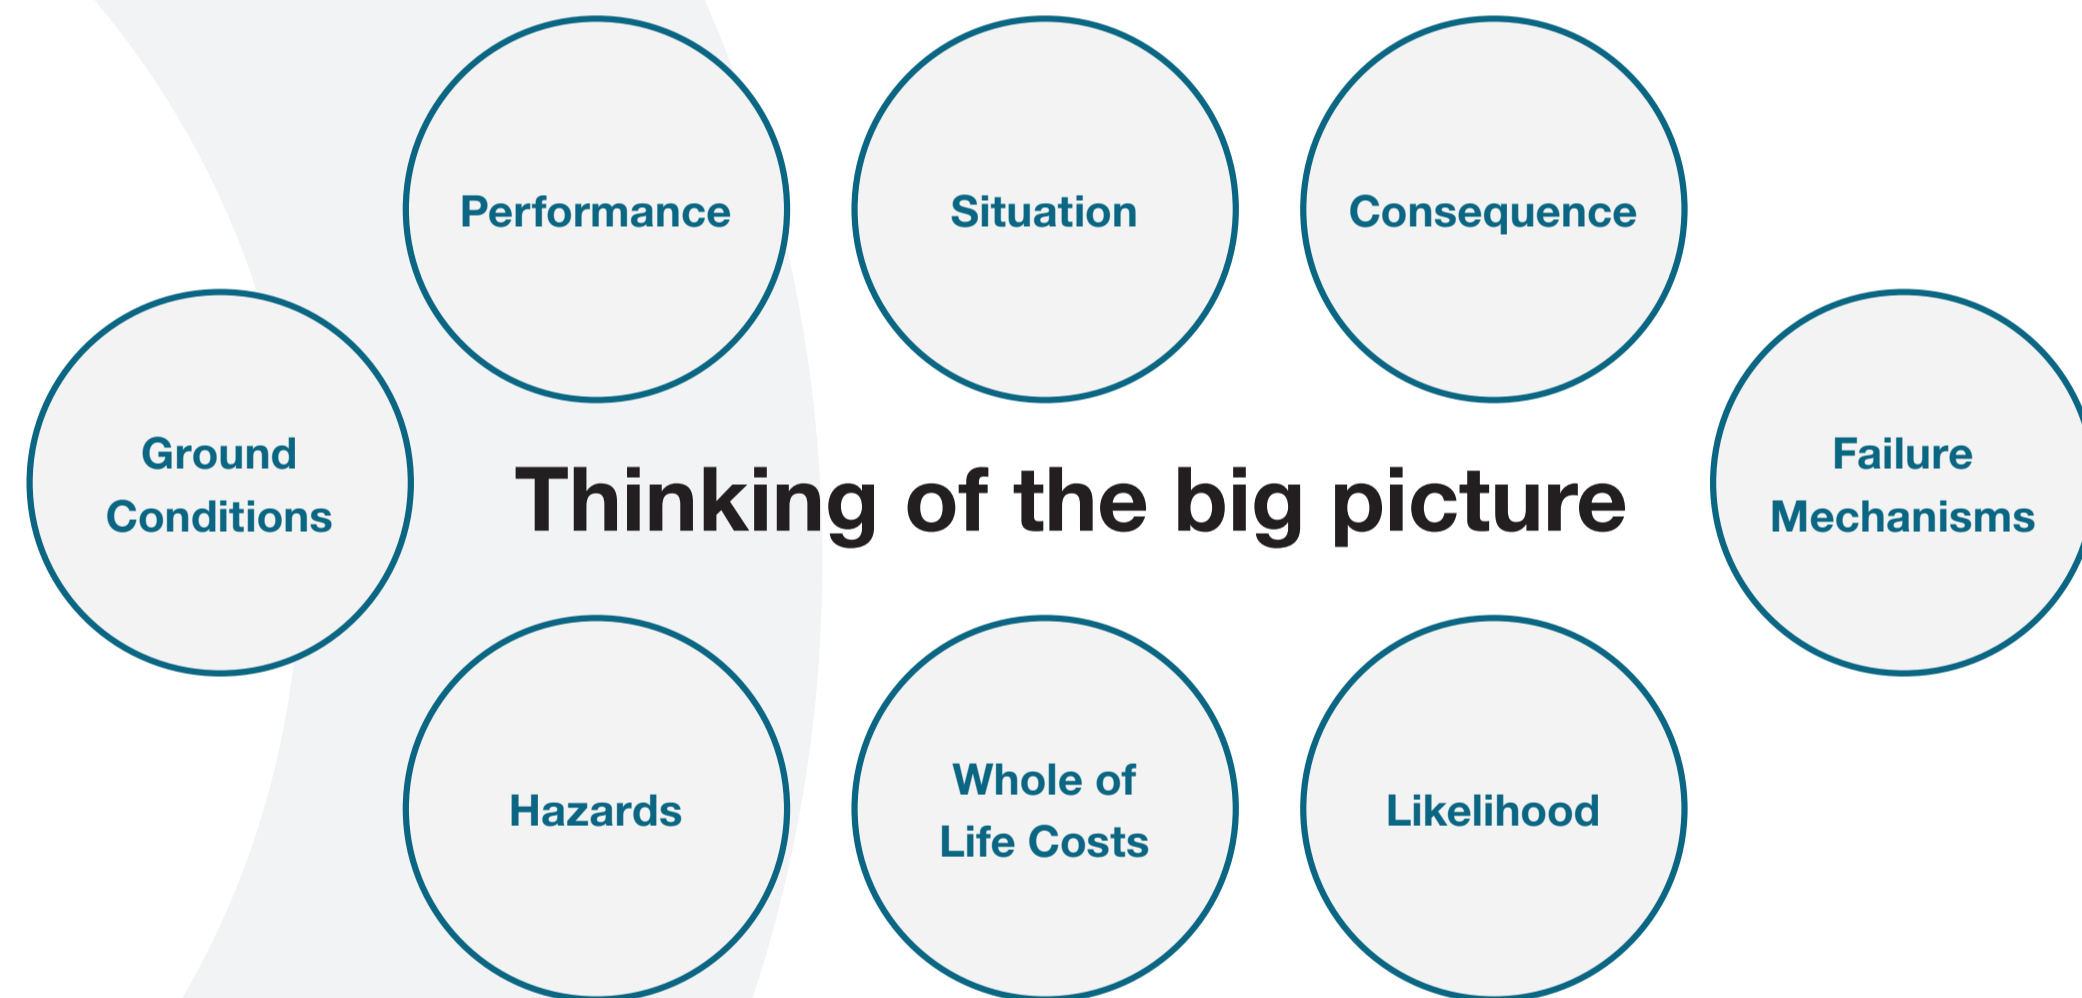 Performance
Situation
Consequence
Ground
Conditions
Thinking of the big picture
Failure
Mechanisms
Hazards
Whole of
Life Costs
Likelihood